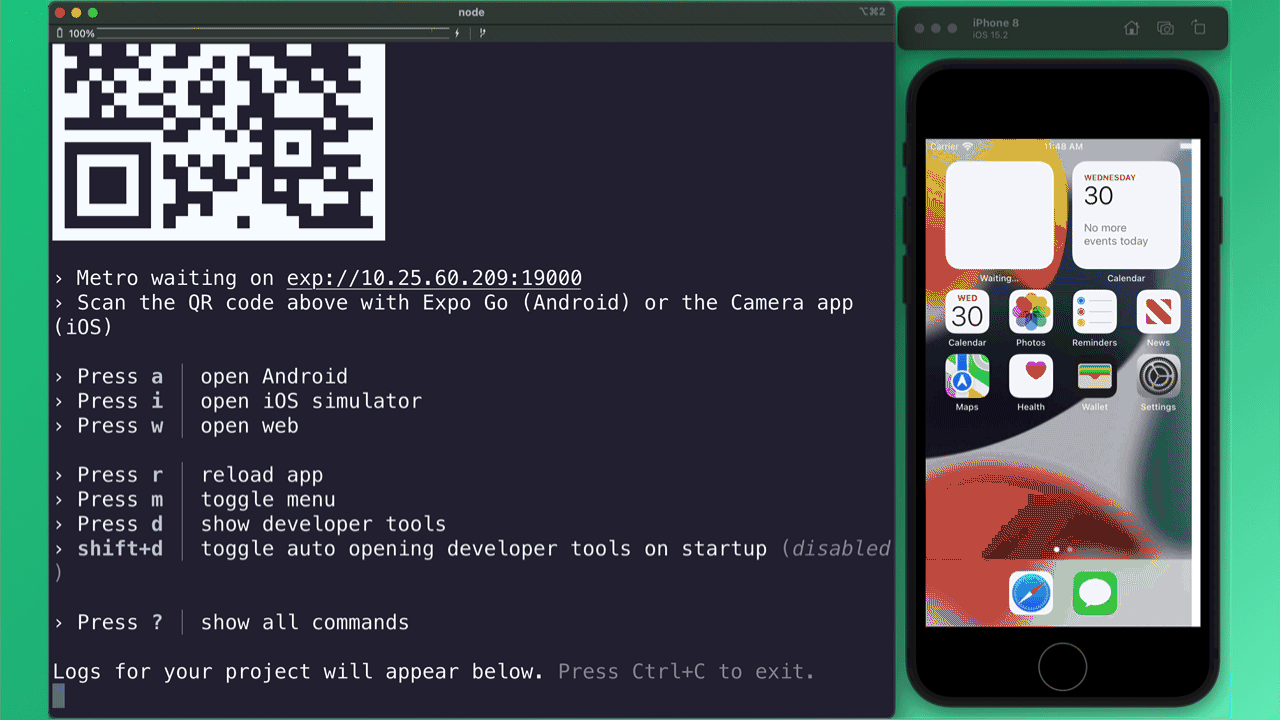 node
⌥⌘2
100%
› Metro waiting on exp://10.25.60.209:19000
› Scan the QR code above with Expo Go (Android) or the Camera app
(iOS)
› Press a │ open Android
› Press i │ open iOS simulator
› Press w │ open web
› Press r │ reload app
› Press m │ toggle menu
› Press d │ show developer tools
› shift+d │ toggle auto opening developer tools on startup (disabled
)
› Press ? │ show all commands
Logs for your project will appear below. Press Ctrl+C to exit.
iPhone 8
iOS 15.2
Carrier 11:48 AM
WEDNESDAY
30
No more
events today
Waiting... Calendar
WED
30
Calendar Photos Reminders News
Maps Health Wallet Settings